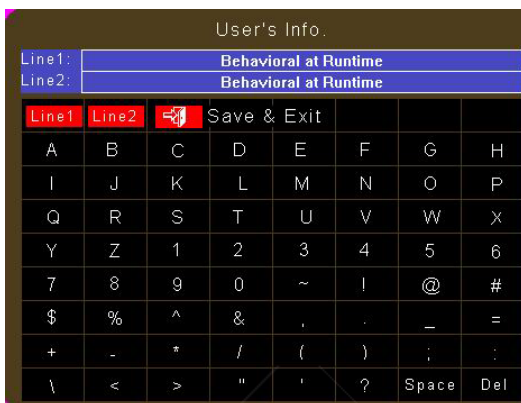 User's Info.
Line1: Behavioral at Runtime
Line2: Behavioral at Runtime
Line1 Line2 Save & Exit
A B C D E F G H
I J K L M N O P
Q R S T U V W X
Y Z 1 2 3 4 5 6
7 8 9 0 ~ ! @ #
$ % ^ & , . _ =
+ - * / ( ) ; :
\ < > " ' ? Space Del